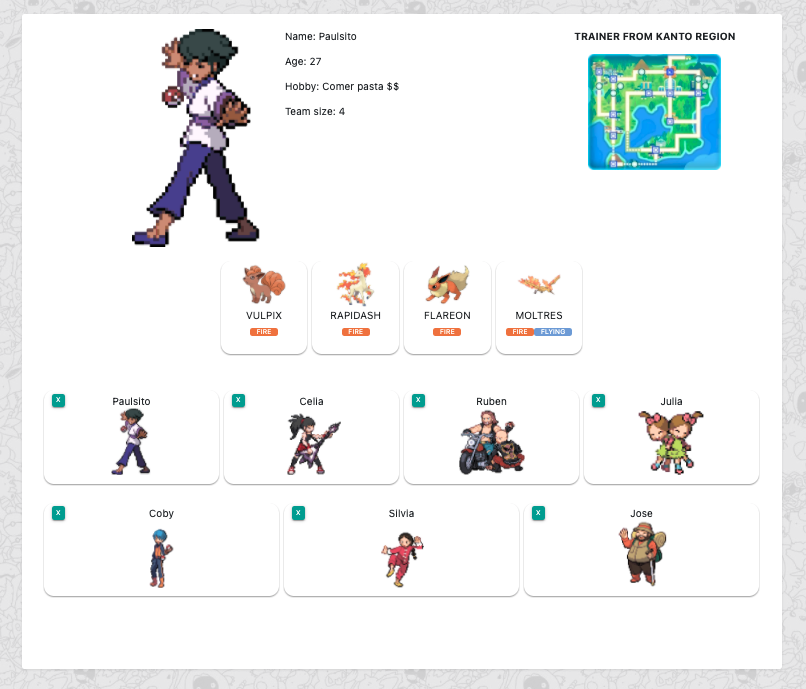 Name: Paulsito
TRAINER FROM KANTO REGION
Age: 27
Hobby: Comer pasta $$
Team size: 4
VULPIX
RAPIDASH
FLAREON
MOLTRES
FIRE
FIRE
FIRE
FIRE FLYING
X Paulsito
X Celia
X Ruben
X Julia
X Coby
X Silvia
X Jose